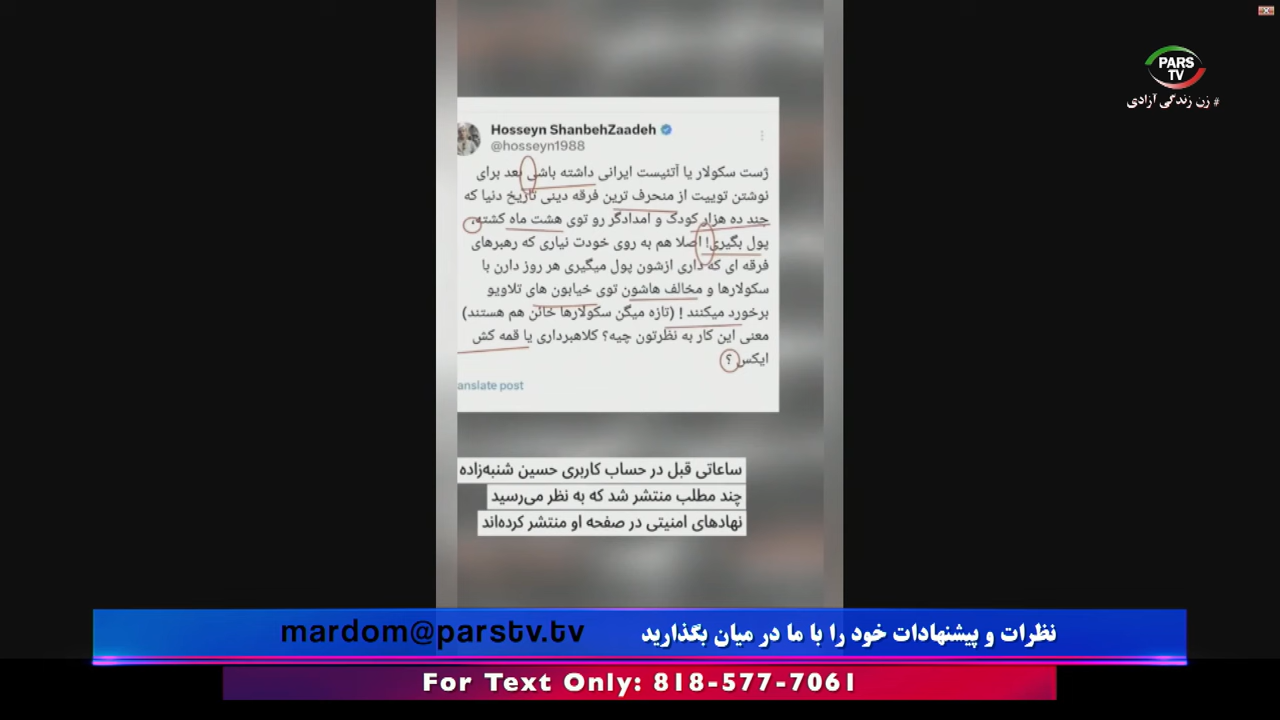 PARS
TV
# زن زندگی آزادی
Hosseyn ShanbehZaadeh
@hosseyn1988
ژست سکولار یا آتئیست ایرانی داشته باشی بعد برای
نوشتن توییت از منحرف ترین فرقه دینی تاریخ دنیا که
چند ده هزار کودک و امدادگر رو توی هشت ماه کشته،
پول بگیری! اصلا هم به روی خودت نیاری که رهبرهای
فرقه ای که داری ازشون پول میگیری هر روز دارن با
سکولارها و مخالف هاشون توی خیابون های تلاویو
برخورد میکنند ! (تازه میگن سکولارها خائن هم هستند)
معنی این کار به نظرتون چیه؟ کلاهبرداری یا قمه کش
ایکس ؟
anslate post
ساعاتی قبل در حساب کاربری حسین شنبه‌زاده
چند مطلب منتشر شد که به نظر می‌رسید
نهادهای امنیتی در صفحه او منتشر کرده‌اند
نظرات و پیشنهادات خود را با ما در میان بگذارید
mardom@parstv.tv
For Text Only: 818-577-7061